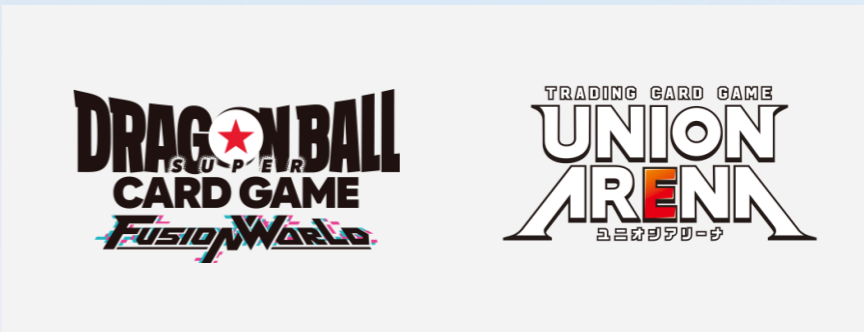 DRAGON BALL
SUPER
CARD GAME
FUSION WORLD
TRADING CARD GAME
UNION
ARENA
ユニオンアリーナ